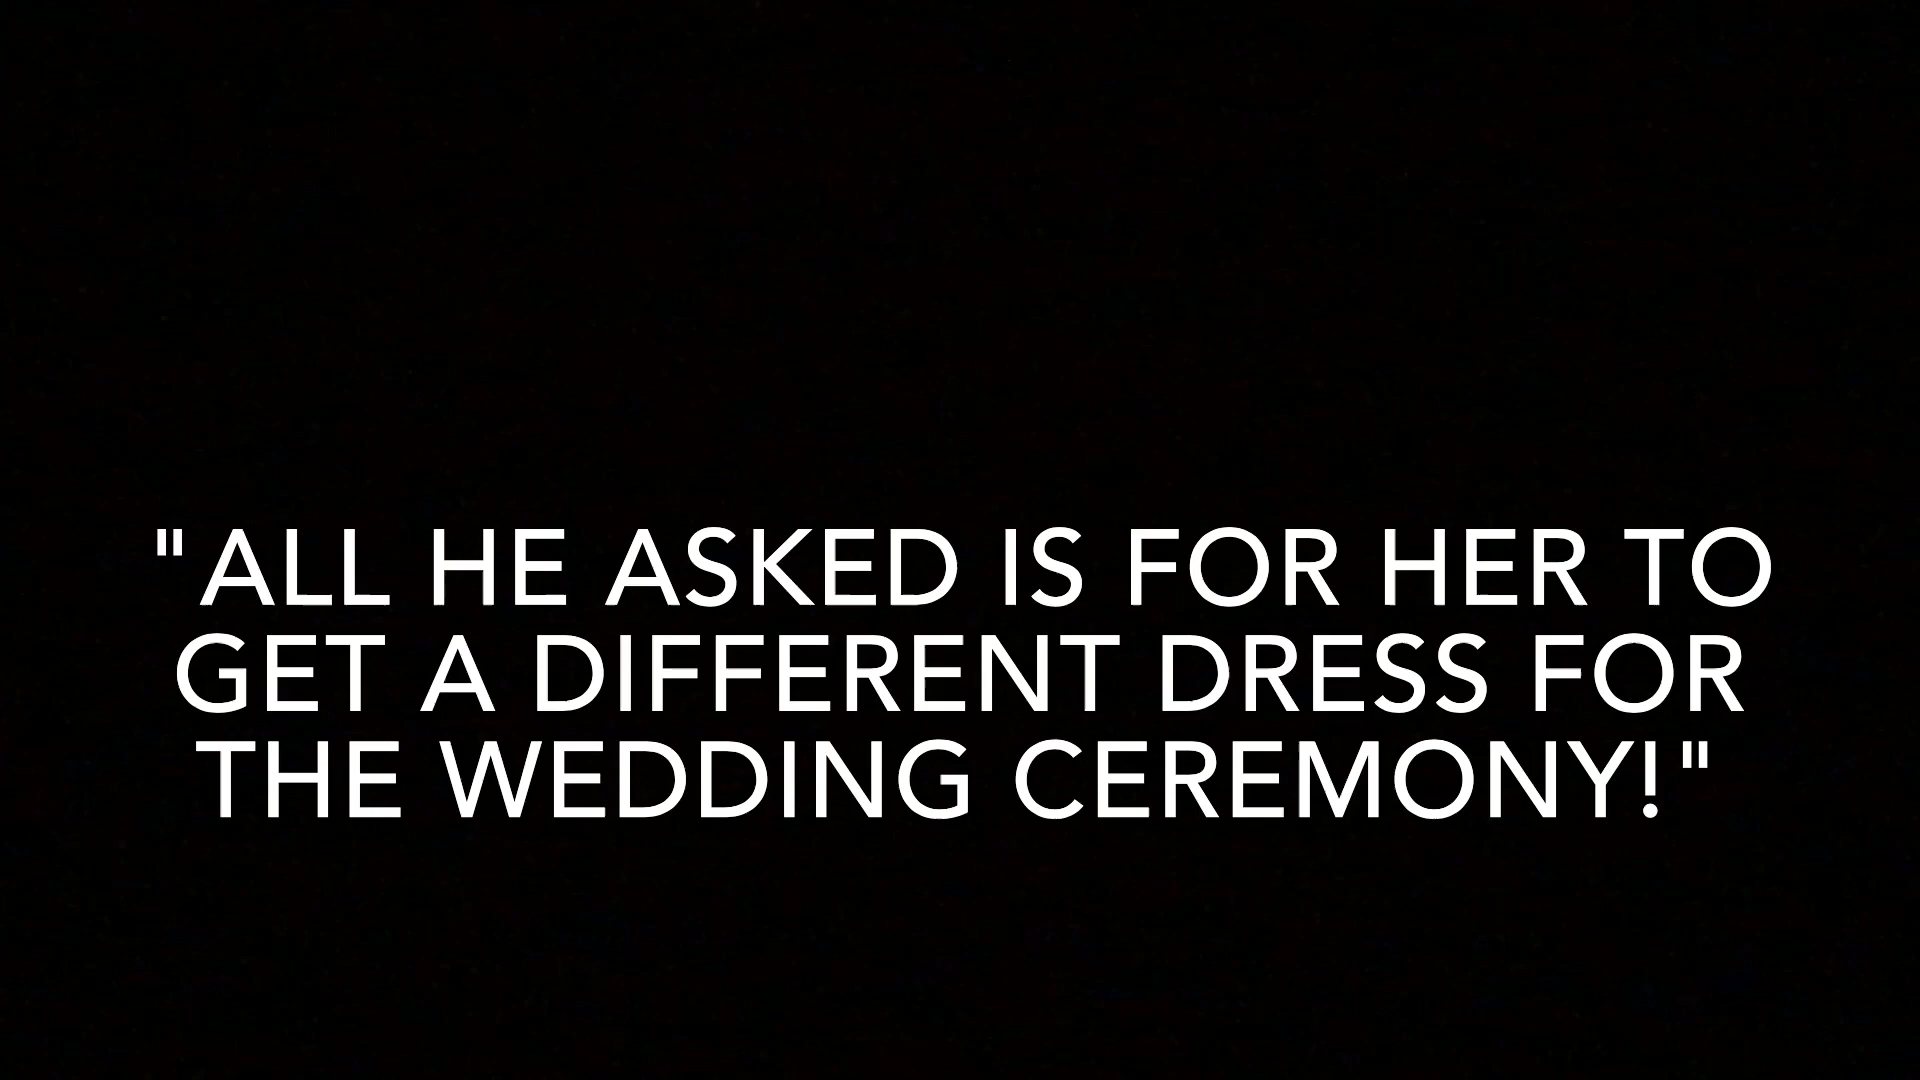 "ALL HE ASKED IS FOR HER TO
GET A DIFFERENT DRESS FOR
THE WEDDING CEREMONY!"